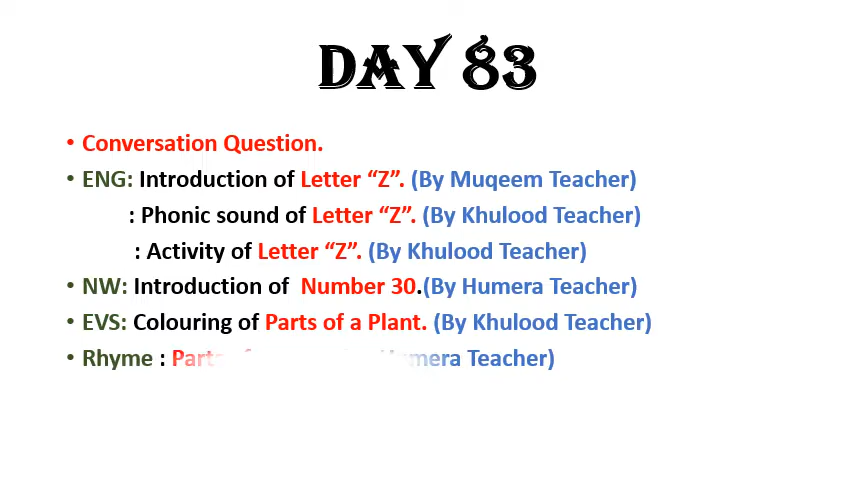 DAY 83
• Conversation Question.
• ENG: Introduction of Letter “Z”. (By Muqeem Teacher)
: Phonic sound of Letter “Z”. (By Khulood Teacher)
: Activity of Letter “Z”. (By Khulood Teacher)
• NW: Introduction of Number 30.(By Humera Teacher)
• EVS: Colouring of Parts of a Plant. (By Khulood Teacher)
• Rhyme : Parts Humera Teacher)